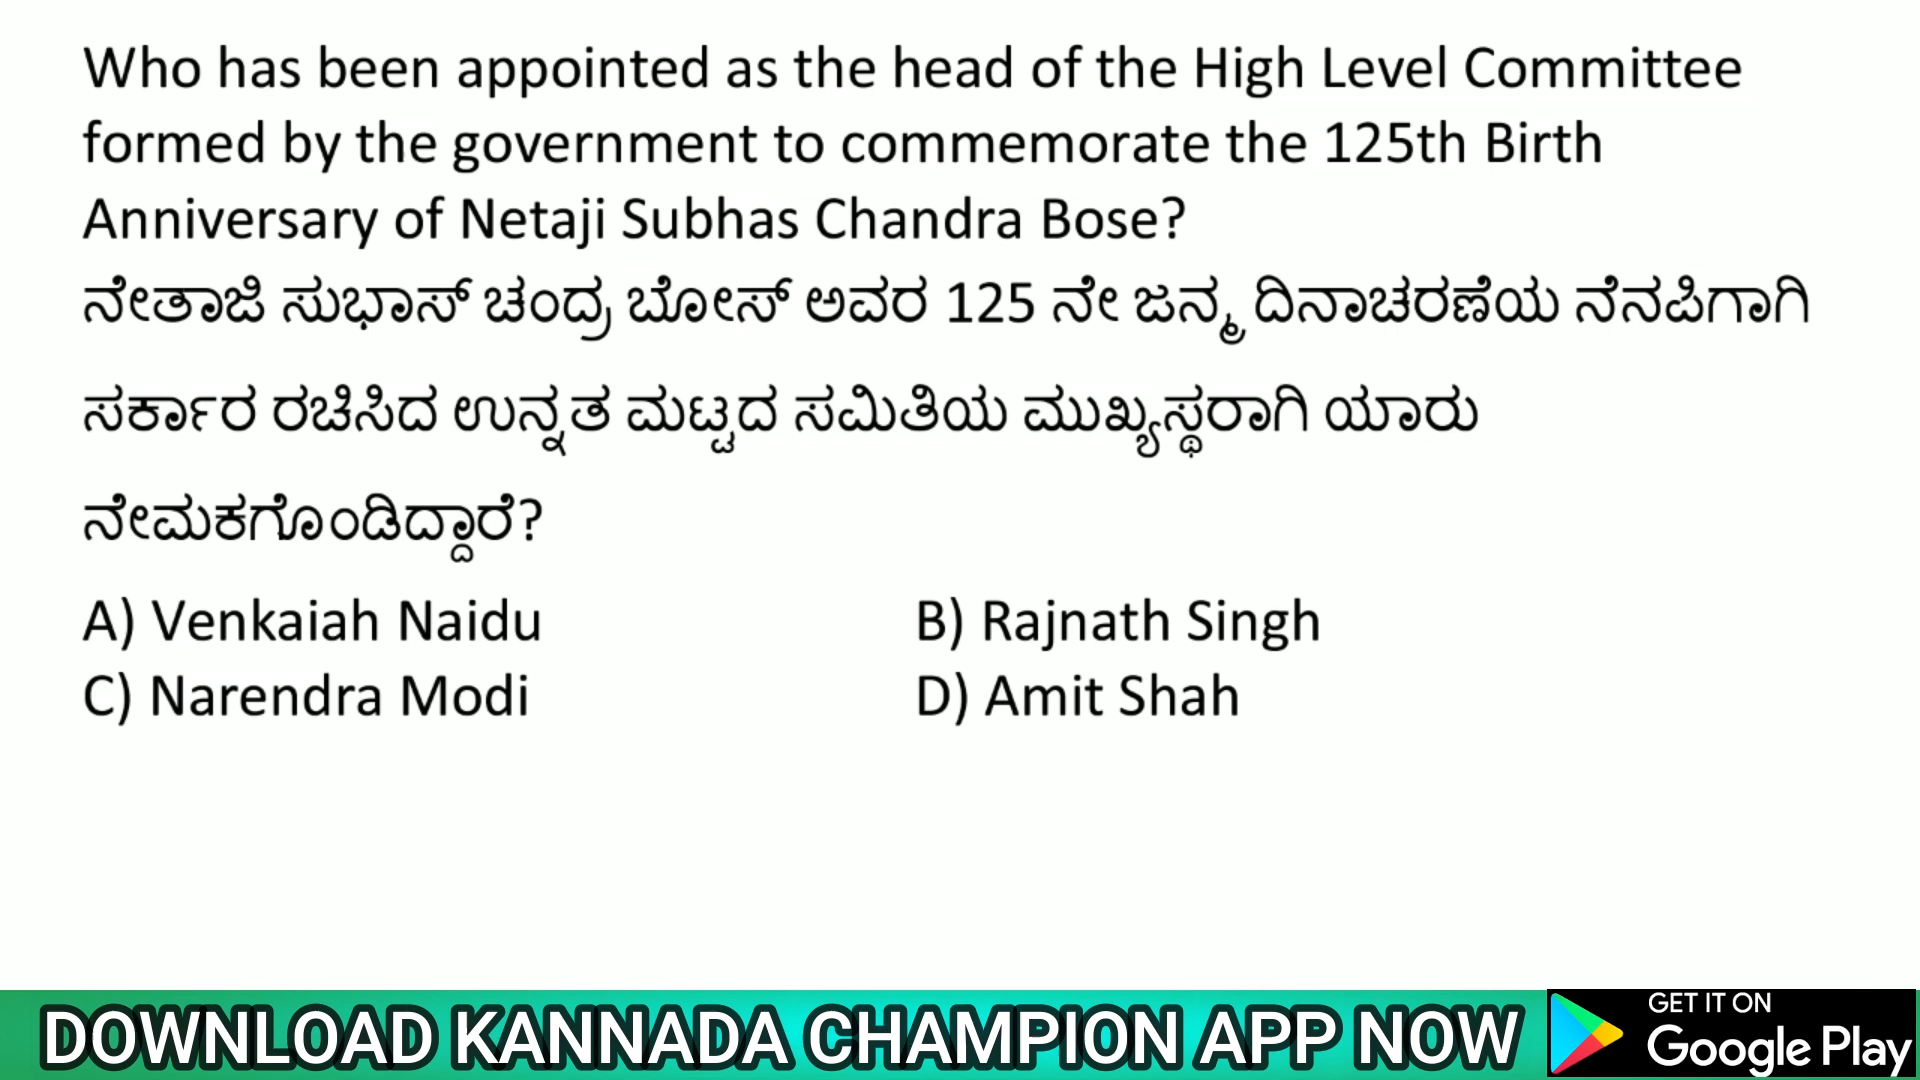 Who has been appointed as the head of the High Level Committee
formed by the government to commemorate the 125th Birth
Anniversary of Netaji Subhas Chandra Bose?
ನೇತಾಜಿ ಸುಭಾಸ್ ಚಂದ್ರ ಬೋಸ್ ಅವರ 125 ನೇ ಜನ್ಮ ದಿನಾಚರಣೆಯ ನೆನಪಿಗಾಗಿ
ಸರ್ಕಾರ ರಚಿಸಿದ ಉನ್ನತ ಮಟ್ಟದ ಸಮಿತಿಯ ಮುಖ್ಯಸ್ಥರಾಗಿ ಯಾರು
ನೇಮಕಗೊಂಡಿದ್ದಾರೆ?
A) Venkaiah Naidu B) Rajnath Singh
C) Narendra Modi D) Amit Shah
DOWNLOAD KANNADA CHAMPION APP NOW
GET IT ON
Google Play